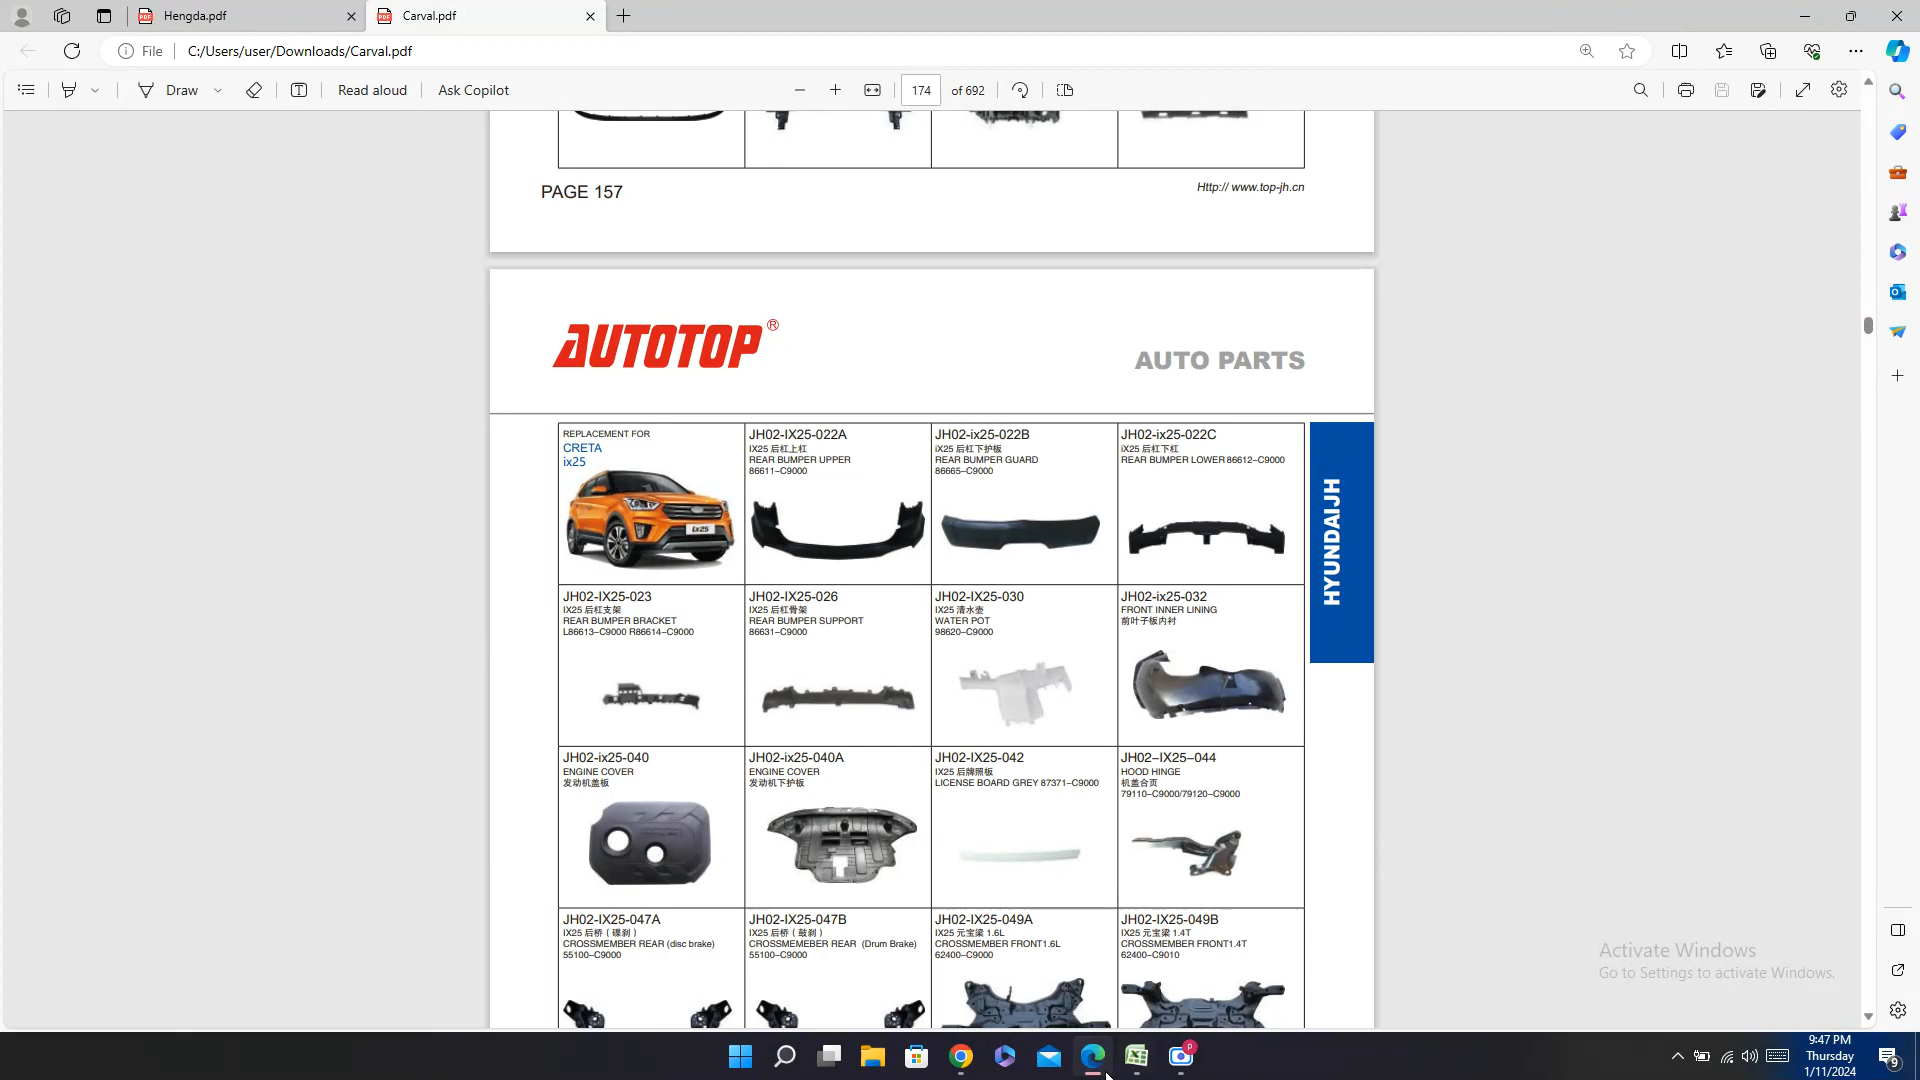 Hengda.pdf
Carval.pdf
File
C:/Users/user/Downloads/Carval.pdf
Draw
Read aloud
Ask Copilot
174
of 692
PAGE 157
Http:// www.top-jh.cn
AUTOTOP®
AUTO PARTS
HYUNDAIJH
REPLACEMENT FOR
CRETA
ix25
ix25
JH02-IX25-022A
IX25 后杠上杠
REAR BUMPER UPPER
86611–C9000
JH02-ix25-022B
iX25 后杠下护板
REAR BUMPER GUARD
86665–C9000
JH02-ix25-022C
iX25 后杠下杠
REAR BUMPER LOWER 86612–C9000
JH02-IX25-023
IX25 后杠支架
REAR BUMPER BRACKET
L86613–C9000 R86614–C9000
JH02-IX25-026
IX25 后杠骨架
REAR BUMPER SUPPORT
86631–C9000
JH02-IX25-030
IX25 清水壶
WATER POT
98620–C9000
JH02-ix25-032
FRONT INNER LINING
前叶子板内衬
JH02-ix25-040
ENGINE COVER
发动机盖板
JH02-ix25-040A
ENGINE COVER
发动机下护板
JH02-IX25-042
IX25 后牌照板
LICENSE BOARD GREY 87371–C9000
JH02–IX25–044
HOOD HINGE
机盖合页
79110–C9000/79120–C9000
JH02-IX25-047A
IX25 后桥 ( 碟刹 )
CROSSMEMBER REAR (disc brake)
55100–C9000
JH02-IX25-047B
IX25 后桥 ( 鼓刹 )
CROSSMEMEBER REAR (Drum Brake)
55100–C9000
JH02-IX25-049A
IX25 元宝梁 1.6L
CROSSMEMBER FRONT1.6L
62400–C9000
JH02-IX25-049B
IX25 元宝梁 1.4T
CROSSMEMBER FRONT1.4T
62400–C9010
Activate Windows
Go to Settings to activate Windows.
P
9:47 PM
Thursday
1/11/2024
9